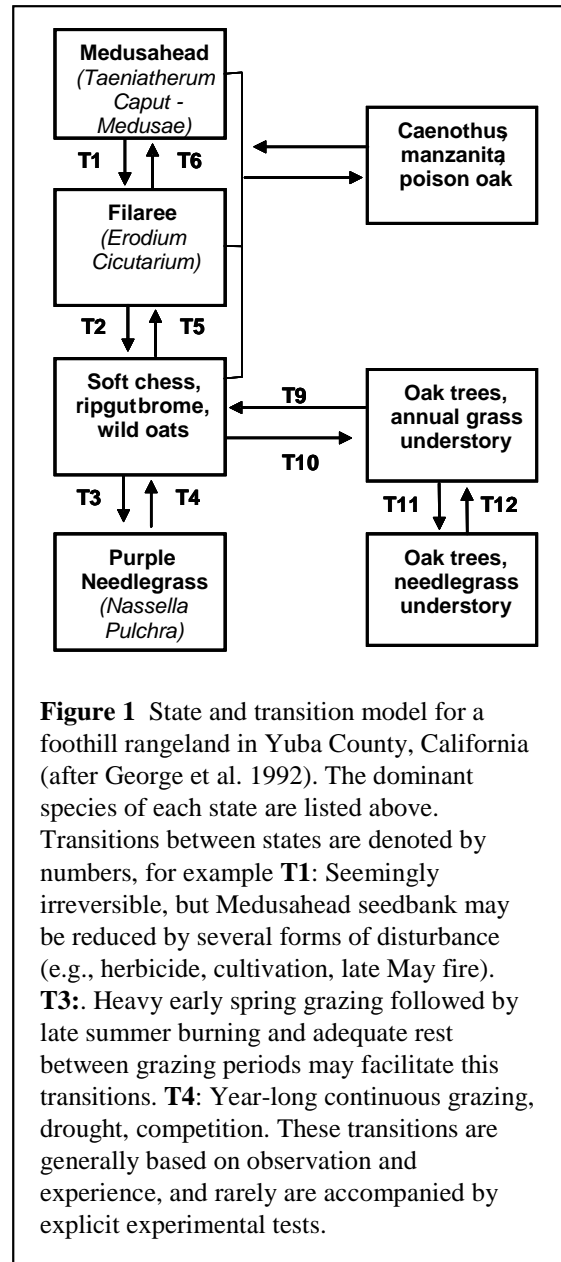 Medusahead
(Taeniatherum
Caput -
Medusae)
T1
T6
Caenothus,
manzanita,
poison oak
Filaree
(Erodium
Cicutarium)
T2
T5
Soft chess,
ripgutbrome,
wild oats
T9
T10
Oak trees,
annual grass
understory
T3
T4
T11
T12
Purple
Needlegrass
(Nassella
Pulchra)
Oak trees,
needlegrass
understory
Figure 1 State and transition model for a
foothill rangeland in Yuba County, California
(after George et al. 1992). The dominant
species of each state are listed above.
Transitions between states are denoted by
numbers, for example T1: Seemingly
irreversible, but Medusahead seedbank may
be reduced by several forms of disturbance
(e.g., herbicide, cultivation, late May fire).
T3:. Heavy early spring grazing followed by
late summer burning and adequate rest
between grazing periods may facilitate this
transitions. T4: Year-long continuous grazing,
drought, competition. These transitions are
generally based on observation and
experience, and rarely are accompanied by
explicit experimental tests.